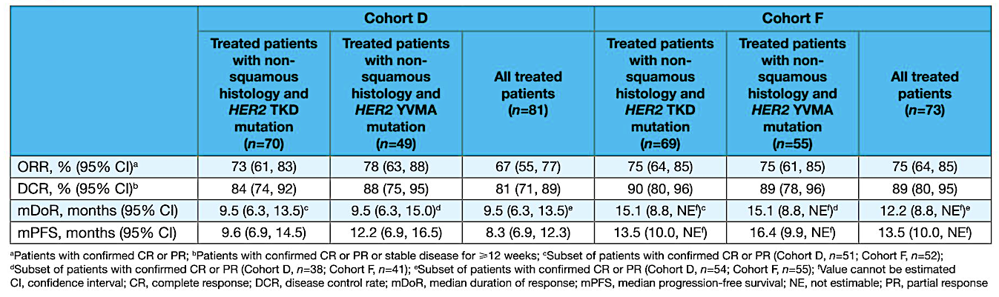 Cohort D Cohort F
Treated patients with non-squamous histology and HER2 TKD mutation (n=70) Treated patients with non-squamous histology and HER2 YVMA mutation (n=49) All treated patients (n=81) Treated patients with non-squamous histology and HER2 TKD mutation (n=69) Treated patients with non-squamous histology and HER2 YVMA mutation (n=55) All treated patients (n=73)
ORR, % (95% CI)ᵃ 73 (61, 83) 78 (63, 88) 67 (55, 77) 75 (64, 85) 75 (61, 85) 75 (64, 85)
DCR, % (95% CI)ᵇ 84 (74, 92) 88 (75, 95) 81 (71, 89) 90 (80, 96) 89 (78, 96) 89 (80, 95)
mDoR, months (95% CI) 9.5 (6.3, 13.5)ᶜ 9.5 (6.3, 15.0)ᵈ 9.5 (6.3, 13.5)ᵉ 15.1 (8.8, NEᶠ)ᶜ 15.1 (8.8, NEᶠ)ᵈ 12.2 (8.8, NEᶠ)ᵉ
mPFS, months (95% CI) 9.6 (6.9, 14.5) 12.2 (6.9, 16.5) 8.3 (6.9, 12.3) 13.5 (10.0, NEᶠ) 16.4 (9.9, NEᶠ) 13.5 (10.0, NEᶠ)
ᵃPatients with confirmed CR or PR; ᵇPatients with confirmed CR or PR or stable disease for ⩾12 weeks; ᶜSubset of patients with confirmed CR or PR (Cohort D, n=51; Cohort F, n=52);
ᵈSubset of patients with confirmed CR or PR (Cohort D, n=38; Cohort F, n=41); ᵉSubset of patients with confirmed CR or PR (Cohort D, n=54; Cohort F, n=55); ᶠValue cannot be estimated
CI, confidence interval; CR, complete response; DCR, disease control rate; mDoR, median duration of response; mPFS, median progression-free survival; NE, not estimable; PR, partial response